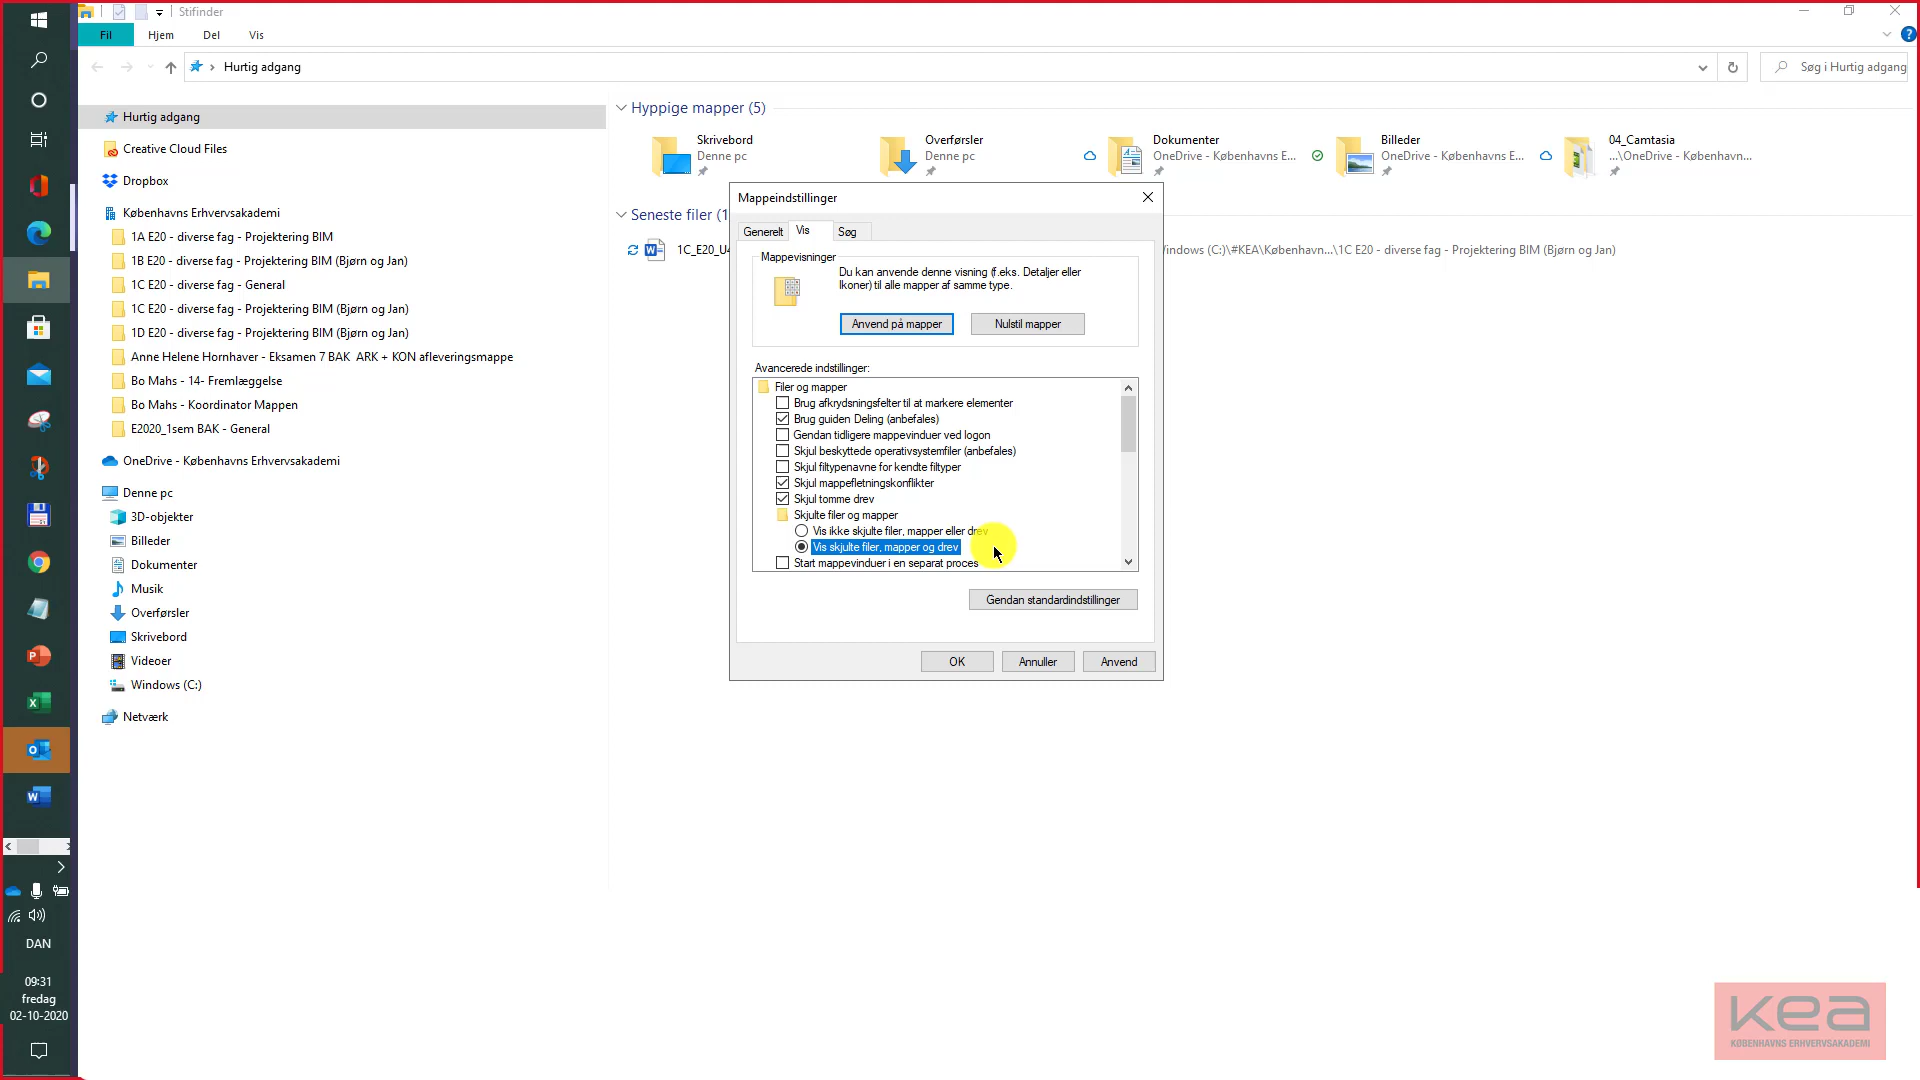 Stifinder
Fil Hjem Del Vis
Hurtig adgang
Søg i Hurtig adgang
Hurtig adgang
Creative Cloud Files
Dropbox
Københavns Erhvervsakademi
1A E20 - diverse fag - Projektering BIM
1B E20 - diverse fag - Projektering BIM (Bjørn og Jan)
1C E20 - diverse fag - General
1C E20 - diverse fag - Projektering BIM (Bjørn og Jan)
1D E20 - diverse fag - Projektering BIM (Bjørn og Jan)
Anne Helene Hornhaver - Eksamen 7 BAK ARK + KON afleveringsmappe
Bo Mahs - 14- Fremlæggelse
Bo Mahs - Koordinator Mappen
E2020_1sem BAK - General
OneDrive - Københavns Erhvervsakademi
Denne pc
3D-objekter
Billeder
Dokumenter
Musik
Overførsler
Skrivebord
Videoer
Windows (C:)
Netværk
Hyppige mapper (5)
Skrivebord
Denne pc
Overførsler
Denne pc
Dokumenter
OneDrive - Københavns E...
Billeder
OneDrive - Københavns E...
04_Camtasia
...\OneDrive - København...
Seneste filer (1
1C_E20_U4
indows (C:)\#KEA\København...\1C E20 - diverse fag - Projektering BIM (Bjørn og Jan)
Mappeindstillinger
Generelt Vis Søg
Mappevisninger
Du kan anvende denne visning (f.eks. Detaljer eller
Ikoner) til alle mapper af samme type.
Anvend på mapper Nulstil mapper
Avancerede indstillinger:
Filer og mapper
Brug afkrydsningsfelter til at markere elementer
Brug guiden Deling (anbefales)
Gendan tidligere mappevinduer ved logon
Skjul beskyttede operativsystemfiler (anbefales)
Skjul filtypenavne for kendte filtyper
Skjul mappefletningskonflikter
Skjul tomme drev
Skjulte filer og mapper
Vis ikke skjulte filer, mapper eller drev
Vis skjulte filer, mapper og drev
Start mappevinduer i en separat proces
Gendan standardindstillinger
OK Annuller Anvend
DAN
09:31
fredag
02-10-2020
kea
KØBENHAVNS ERHVERVSAKADEMI